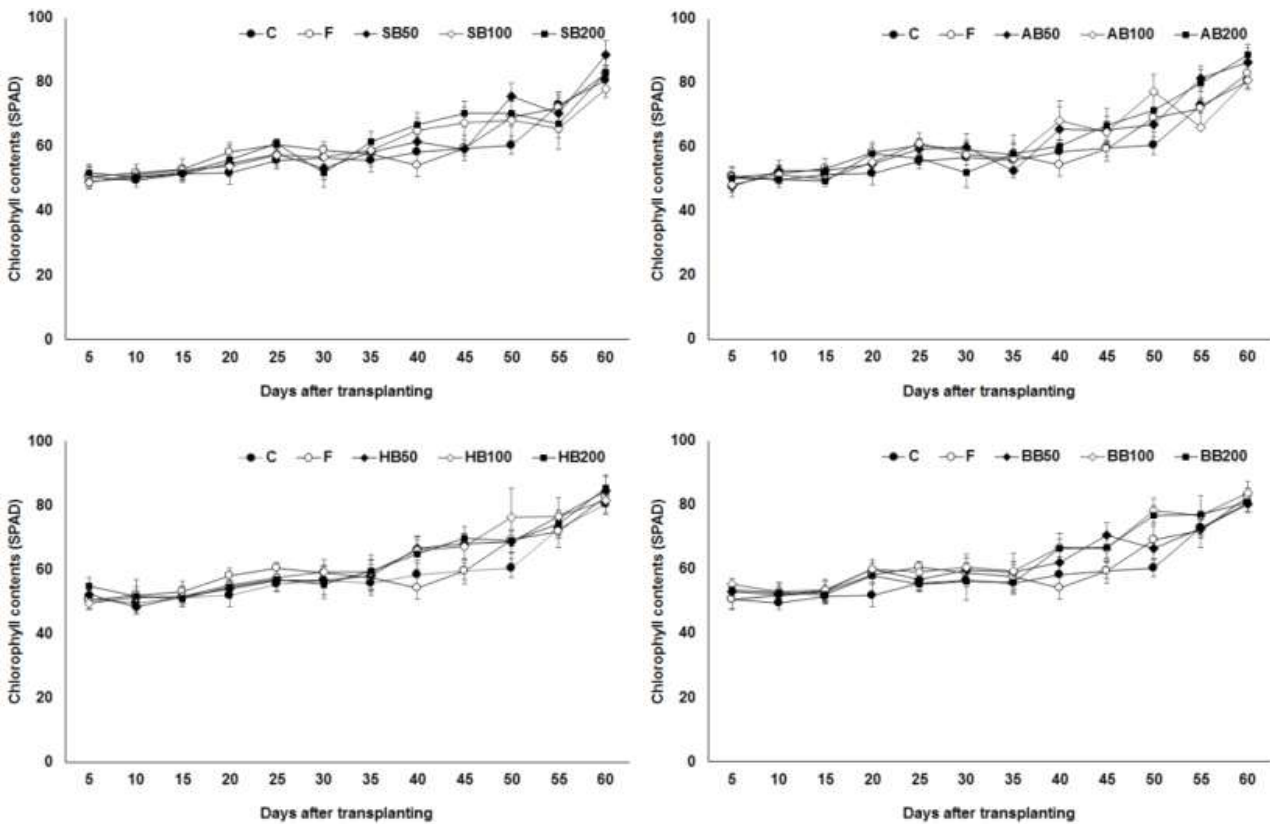 100
80
60
40
20
0
Chlorophyll contents (SPAD)
C F SB50 SB100 SB200
5 10 15 20 25 30 35 40 45 50 55 60
Days after transplanting
100
80
60
40
20
0
Chlorophyll contents (SPAD)
C F AB50 AB100 AB200
5 10 15 20 25 30 35 40 45 50 55 60
Days after transplanting
100
80
60
40
20
0
Chlorophyll contents (SPAD)
C F HB50 HB100 HB200
5 10 15 20 25 30 35 40 45 50 55 60
Days after transplanting
100
80
60
40
20
0
Chlorophyll contents (SPAD)
C F BB50 BB100 BB200
5 10 15 20 25 30 35 40 45 50 55 60
Days after transplanting